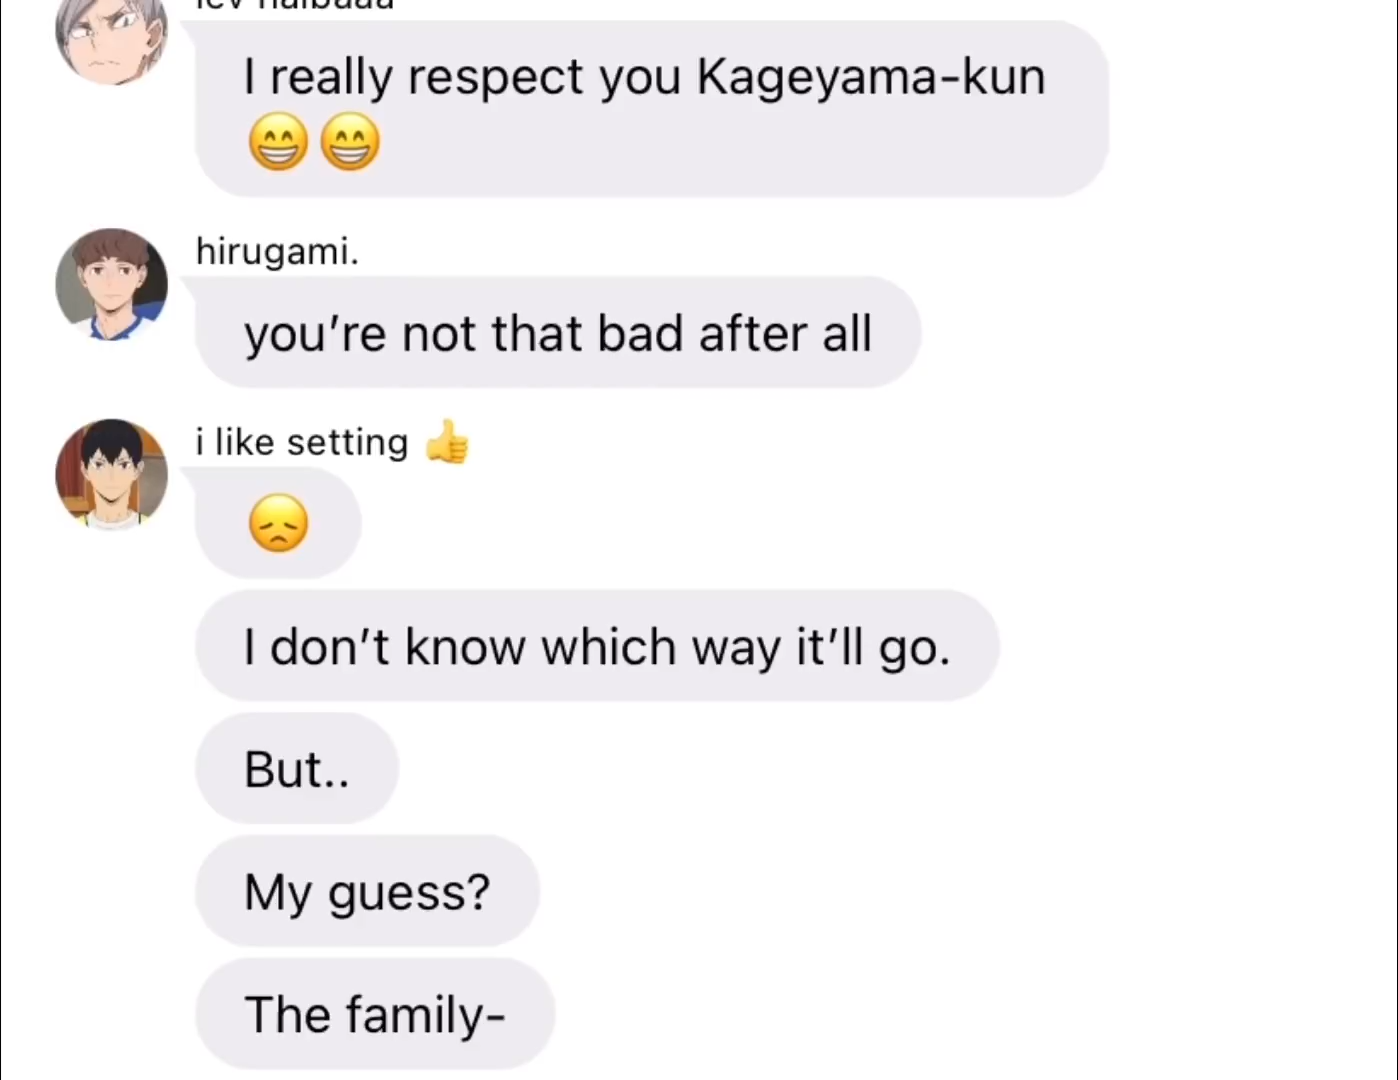 lev haibaaa
I really respect you Kageyama-kun
😁😁
hirugami.
you’re not that bad after all
i like setting 👍
😞
I don’t know which way it’ll go.
But..
My guess?
The family-